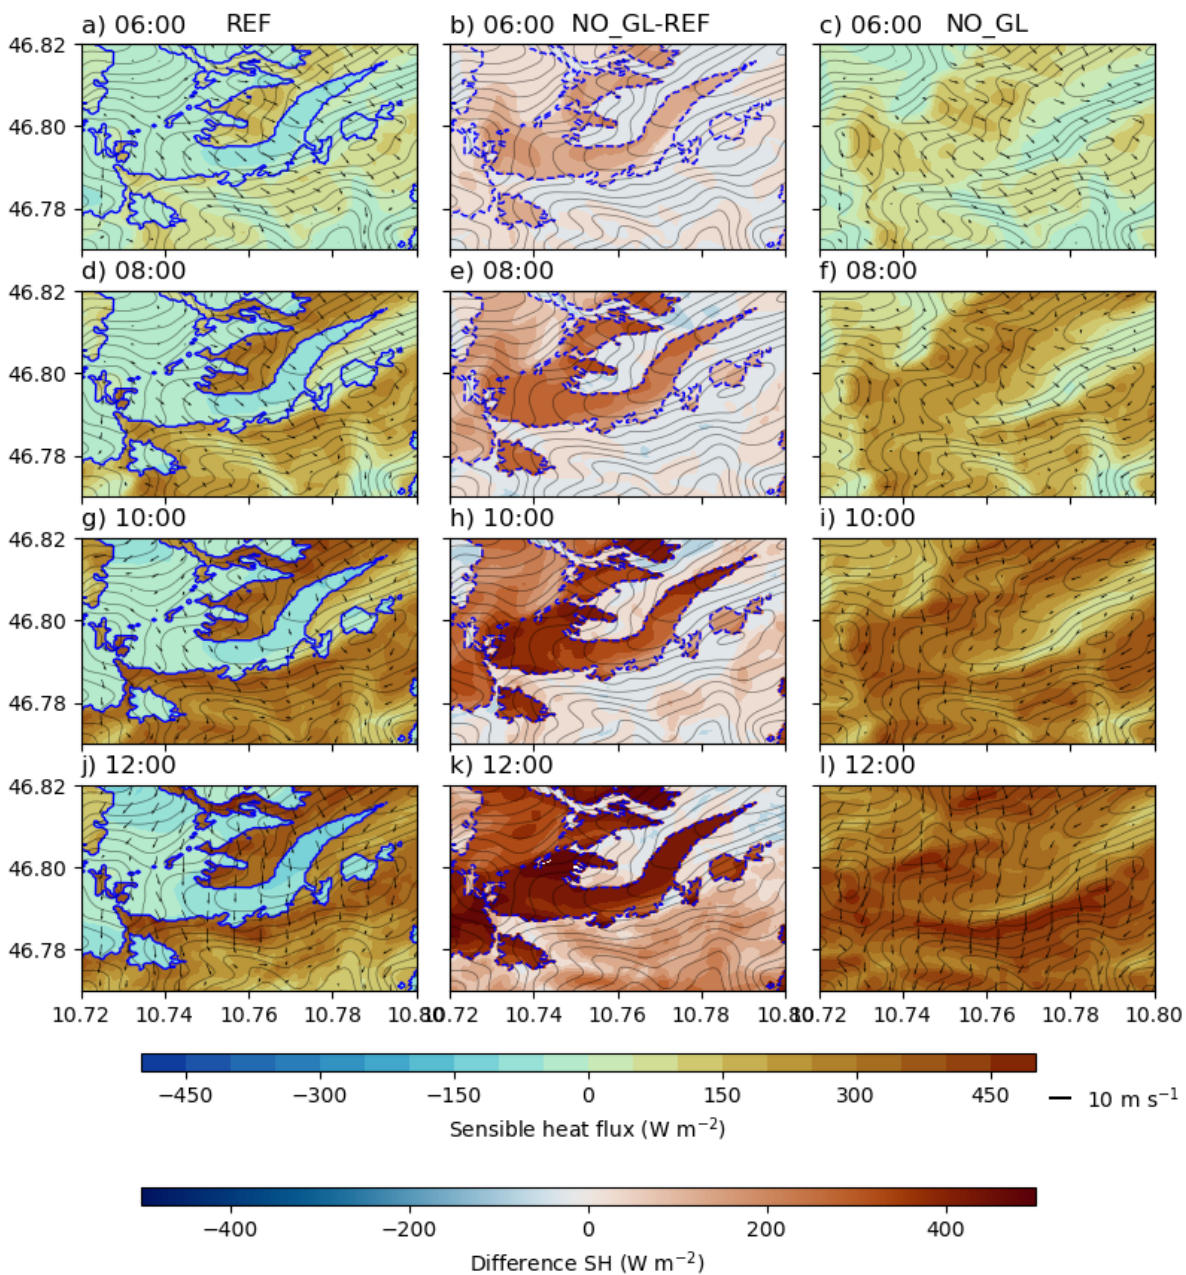 a) 06:00 REF
b) 06:00 NO_GL-REF
c) 06:00 NO_GL
46.82
46.80
46.78
d) 08:00
e) 08:00
f) 08:00
46.82
46.80
46.78
g) 10:00
h) 10:00
i) 10:00
46.82
46.80
46.78
j) 12:00
k) 12:00
l) 12:00
46.82
46.80
46.78
10.72 10.74 10.76 10.78 10.80
10.72 10.74 10.76 10.78 10.80
10.72 10.74 10.76 10.78 10.80
−450 −300 −150 0 150 300 450
10 m s⁻¹
Sensible heat flux (W m⁻²)
−400 −200 0 200 400
Difference SH (W m⁻²)